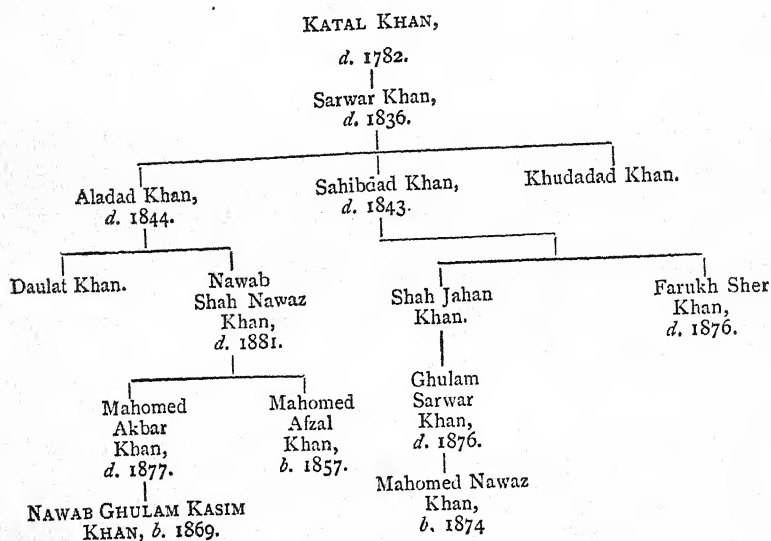 KATAL KHAN,
d. 1782.
Sarwar Khan,
d. 1836.
Aladad Khan,
d. 1844.
Sahibdad Khan,
d. 1843.
Khudadad Khan.
Daulat Khan.
Nawab
Shah Nawaz
Khan,
d. 1881.
Shah Jahan
Khan.
Farukh Sher
Khan,
d. 1876.
Mahomed
Akbar
Khan,
d. 1877.
Mahomed
Afzal
Khan,
b. 1857.
Ghulam
Sarwar
Khan,
d. 1876.
NAWAB GHULAM KASIM
KHAN, b. 1869.
Mahomed Nawaz
Khan,
b. 1874